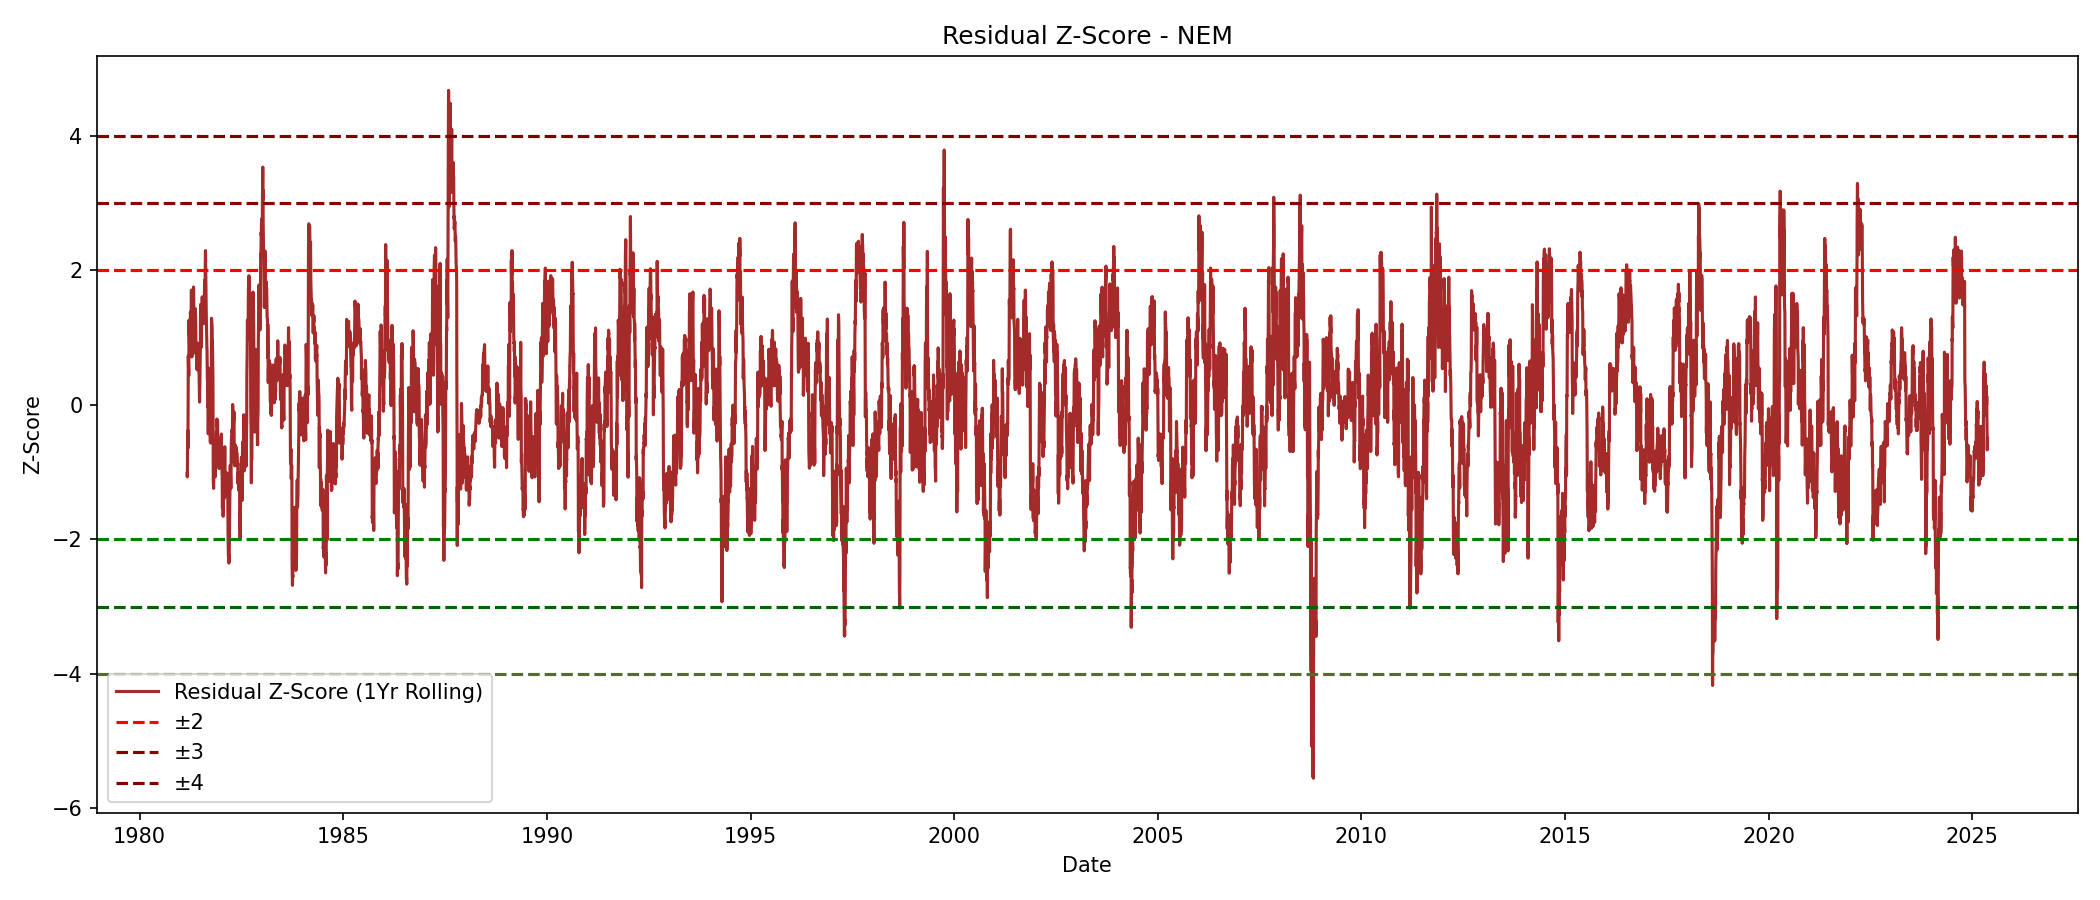 Residual Z-Score - NEM
Z-Score
4
2
0
−2
−4
−6
Residual Z-Score (1Yr Rolling)
±2
±3
±4
1980 1985 1990 1995 2000 2005 2010 2015 2020 2025
Date